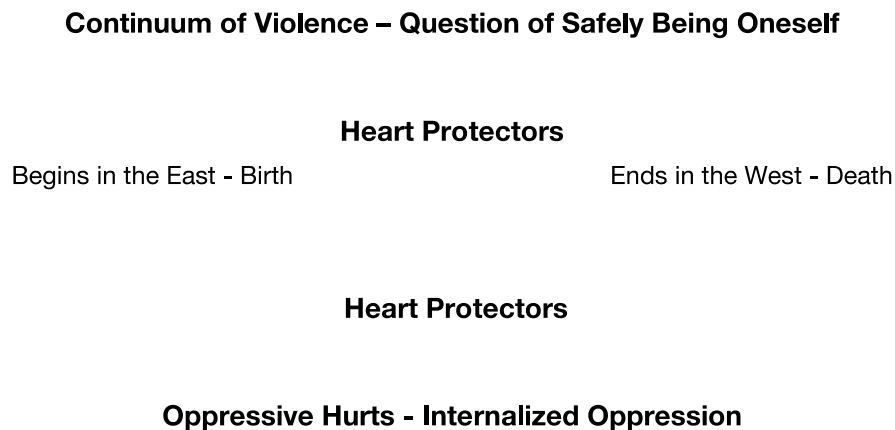 Continuum of Violence – Question of Safely Being Oneself
Heart Protectors
Begins in the East - Birth
Ends in the West - Death
Heart Protectors
Oppressive Hurts - Internalized Oppression